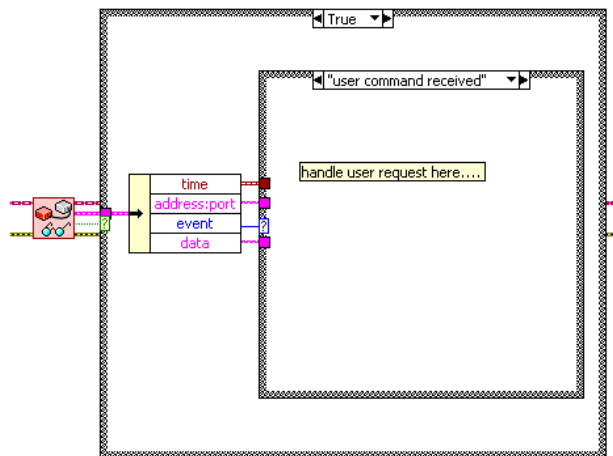 True
"user command received"
time
address:port
event
data
handle user request here....
?
?